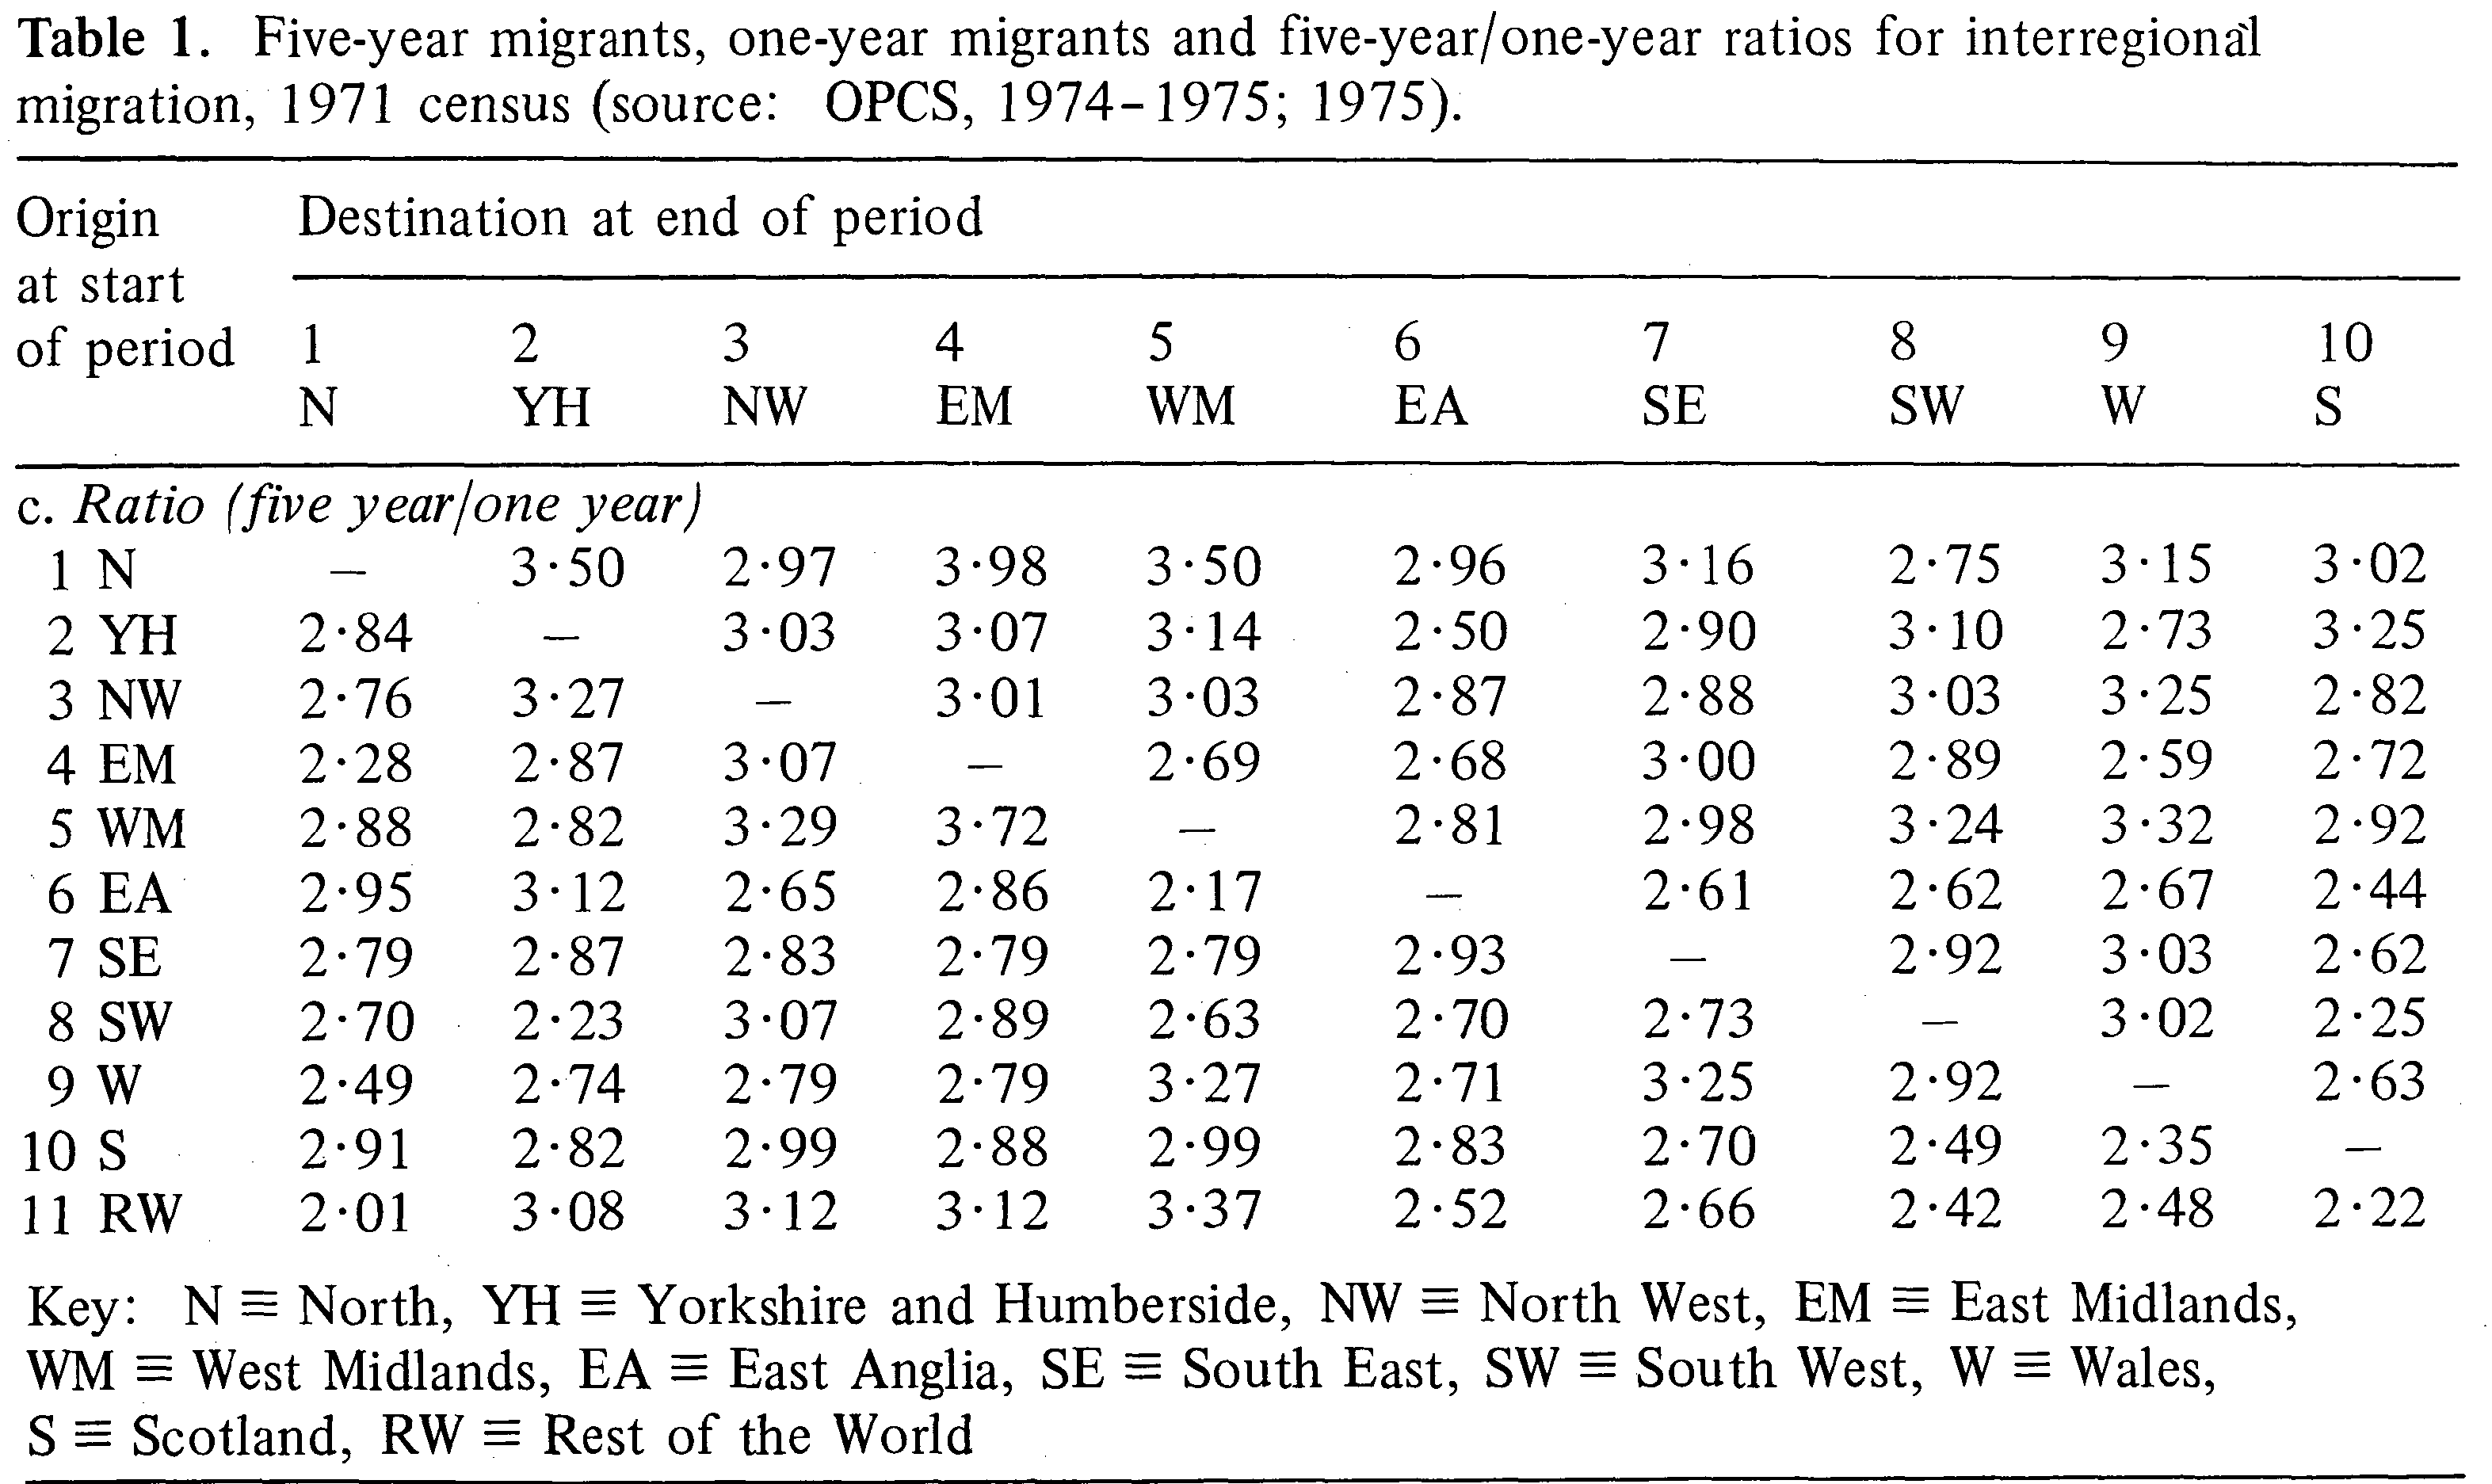 Table 1. Five-year migrants, one-year migrants and five-year/one-year ratios for interregional
migration, 1971 census (source: OPCS, 1974-1975; 1975).
Origin Destination at end of period
at start
of period 1 2 3 4 5 6 7 8 9 10
N YH NW EM WM EA SE SW W S
c. Ratio (five year/one year)
1 N – 3·50 2·97 3·98 3·50 2·96 3·16 2·75 3·15 3·02
2 YH 2·84 – 3·03 3·07 3·14 2·50 2·90 3·10 2·73 3·25
3 NW 2·76 3·27 – 3·01 3·03 2·87 2·88 3·03 3·25 2·82
4 EM 2·28 2·87 3·07 – 2·69 2·68 3·00 2·89 2·59 2·72
5 WM 2·88 2·82 3·29 3·72 – 2·81 2·98 3·24 3·32 2·92
6 EA 2·95 3·12 2·65 2·86 2·17 – 2·61 2·62 2·67 2·44
7 SE 2·79 2·87 2·83 2·79 2·79 2·93 – 2·92 3·03 2·62
8 SW 2·70 2·23 3·07 2·89 2·63 2·70 2·73 – 3·02 2·25
9 W 2·49 2·74 2·79 2·79 3·27 2·71 3·25 2·92 – 2·63
10 S 2·91 2·82 2·99 2·88 2·99 2·83 2·70 2·49 2·35 –
11 RW 2·01 3·08 3·12 3·12 3·37 2·52 2·66 2·42 2·48 2·22
Key: N ≡ North, YH ≡ Yorkshire and Humberside, NW ≡ North West, EM ≡ East Midlands,
WM ≡ West Midlands, EA ≡ East Anglia, SE ≡ South East, SW ≡ South West, W ≡ Wales,
S ≡ Scotland, RW ≡ Rest of the World